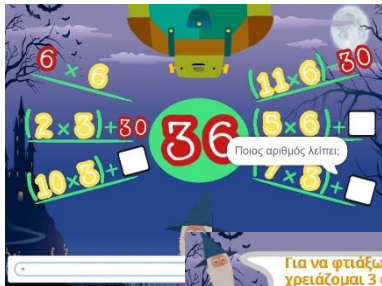 6 × 6
(11×6)-30
(2×3)+30
36
(5×6)+
Ποιος αριθμός λείπει;
(10×3)+
×3)+
Για να φτιάξω
χρειάζομαι 3